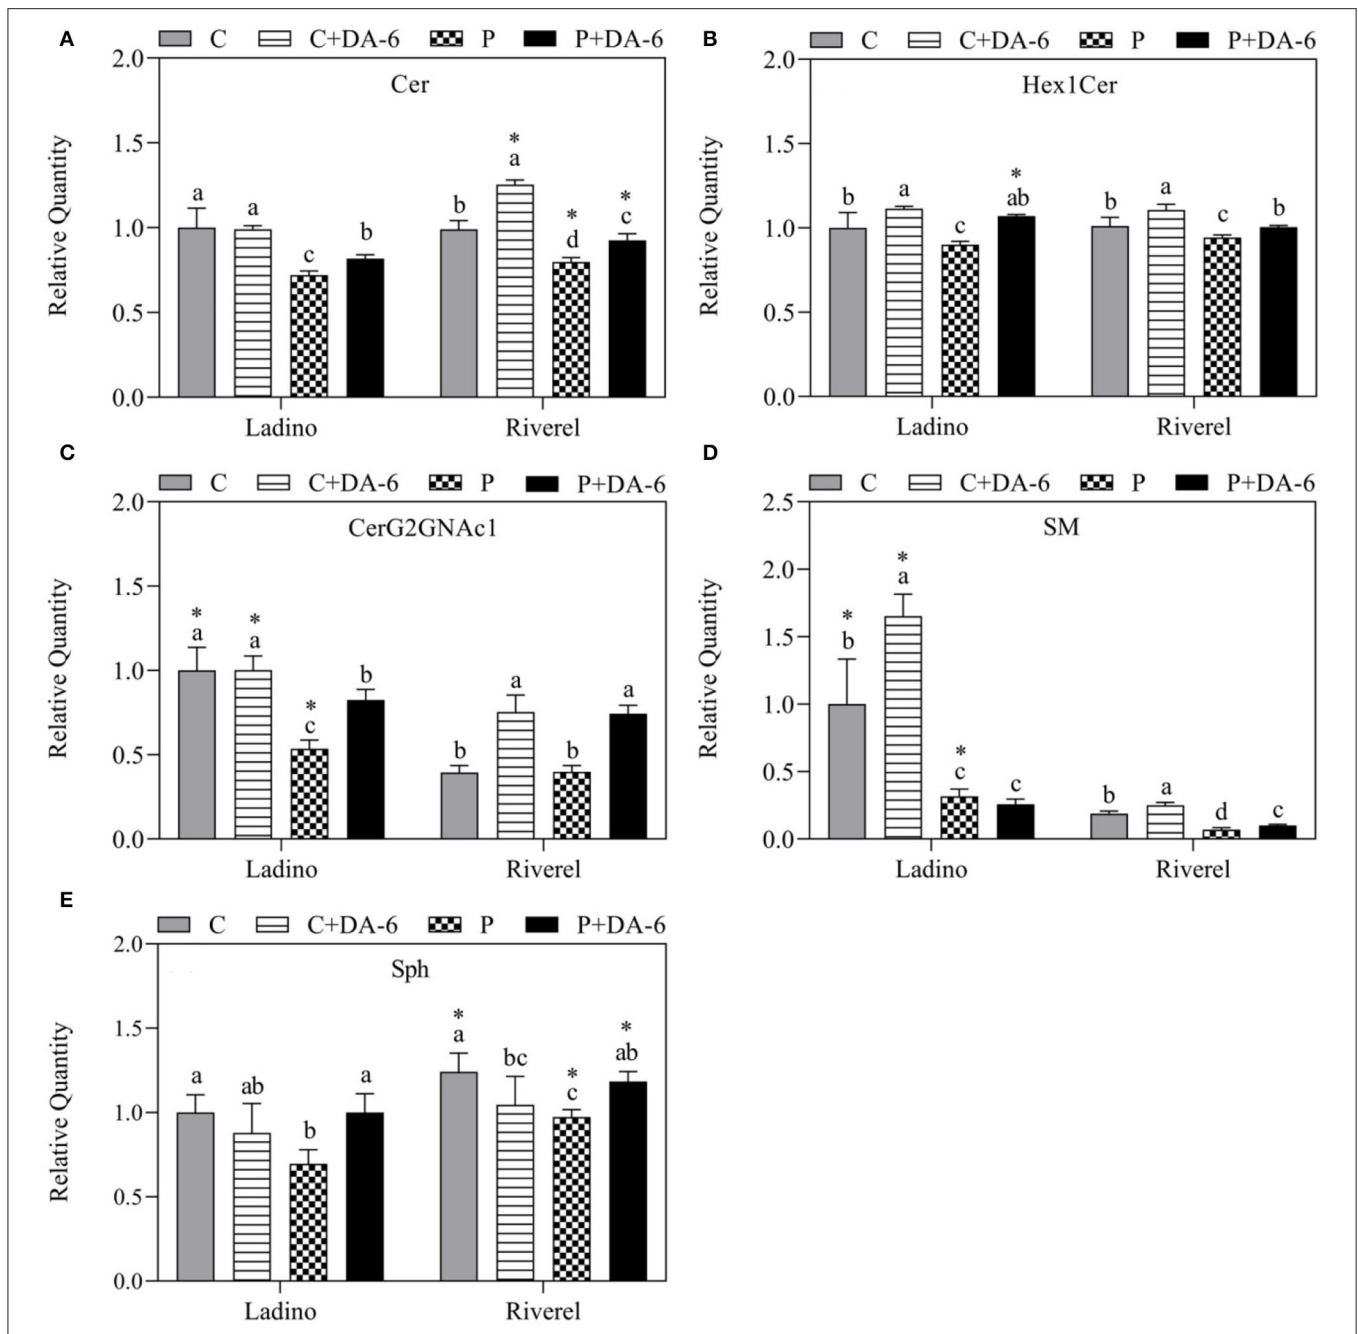 A
C C+DA-6 P P+DA-6
Cer
Relative Quantity
2.0
1.5
1.0
0.5
0.0
a a c b b * a * d * c
Ladino Riverel
B
C C+DA-6 P P+DA-6
Hex1Cer
Relative Quantity
2.0
1.5
1.0
0.5
0.0
b a c * ab b a c b
Ladino Riverel
C
C C+DA-6 P P+DA-6
CerG2GNAc1
Relative Quantity
2.0
1.5
1.0
0.5
0.0
* a * a * c b b a b a
Ladino Riverel
D
C C+DA-6 P P+DA-6
SM
Relative Quantity
2.5
2.0
1.5
1.0
0.5
0.0
* b * a * c c b a d c
Ladino Riverel
E
C C+DA-6 P P+DA-6
Sph
Relative Quantity
2.0
1.5
1.0
0.5
0.0
a ab b a * a bc * c * ab
Ladino Riverel